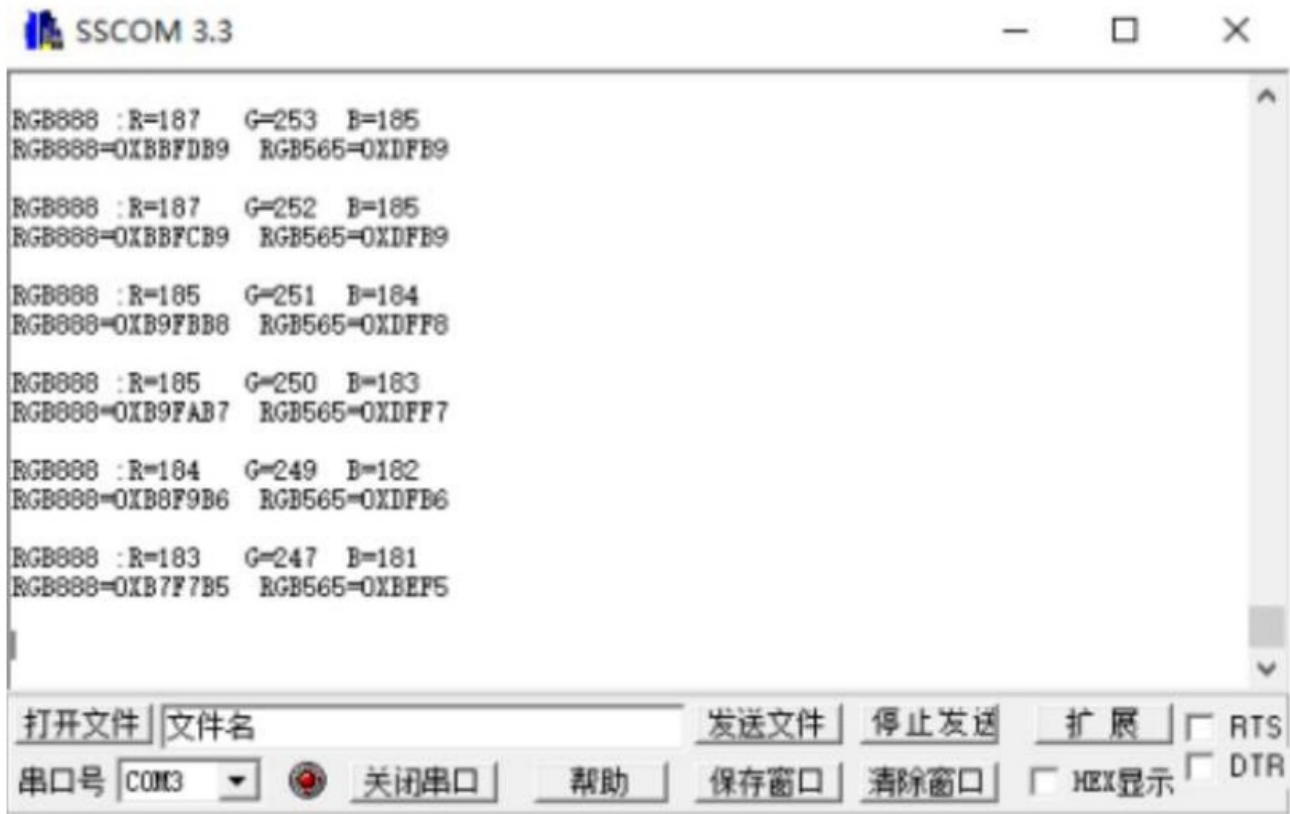 SSCOM 3.3
RGB888 :R=187 G=253 B=185
RGB888=0XBBFDB9 RGB565=0XDFB9
RGB888 :R=187 G=252 B=185
RGB888=0XBBFCB9 RGB565=0XDFB9
RGB888 :R=185 G=251 B=184
RGB888=0XB9FBB8 RGB565=0XDFF8
RGB888 :R=185 G=250 B=183
RGB888=0XB9FAB7 RGB565=0XDFF7
RGB888 :R=184 G=249 B=182
RGB888=0XB8F9B6 RGB565=0XDFB6
RGB888 :R=183 G=247 B=181
RGB888=0XB7F7B5 RGB565=0XBEF5
打开文件 文件名 发送文件 停止发送 扩展 RTS
串口号 COM3 关闭串口 帮助 保存窗口 清除窗口 HEX显示 DTR